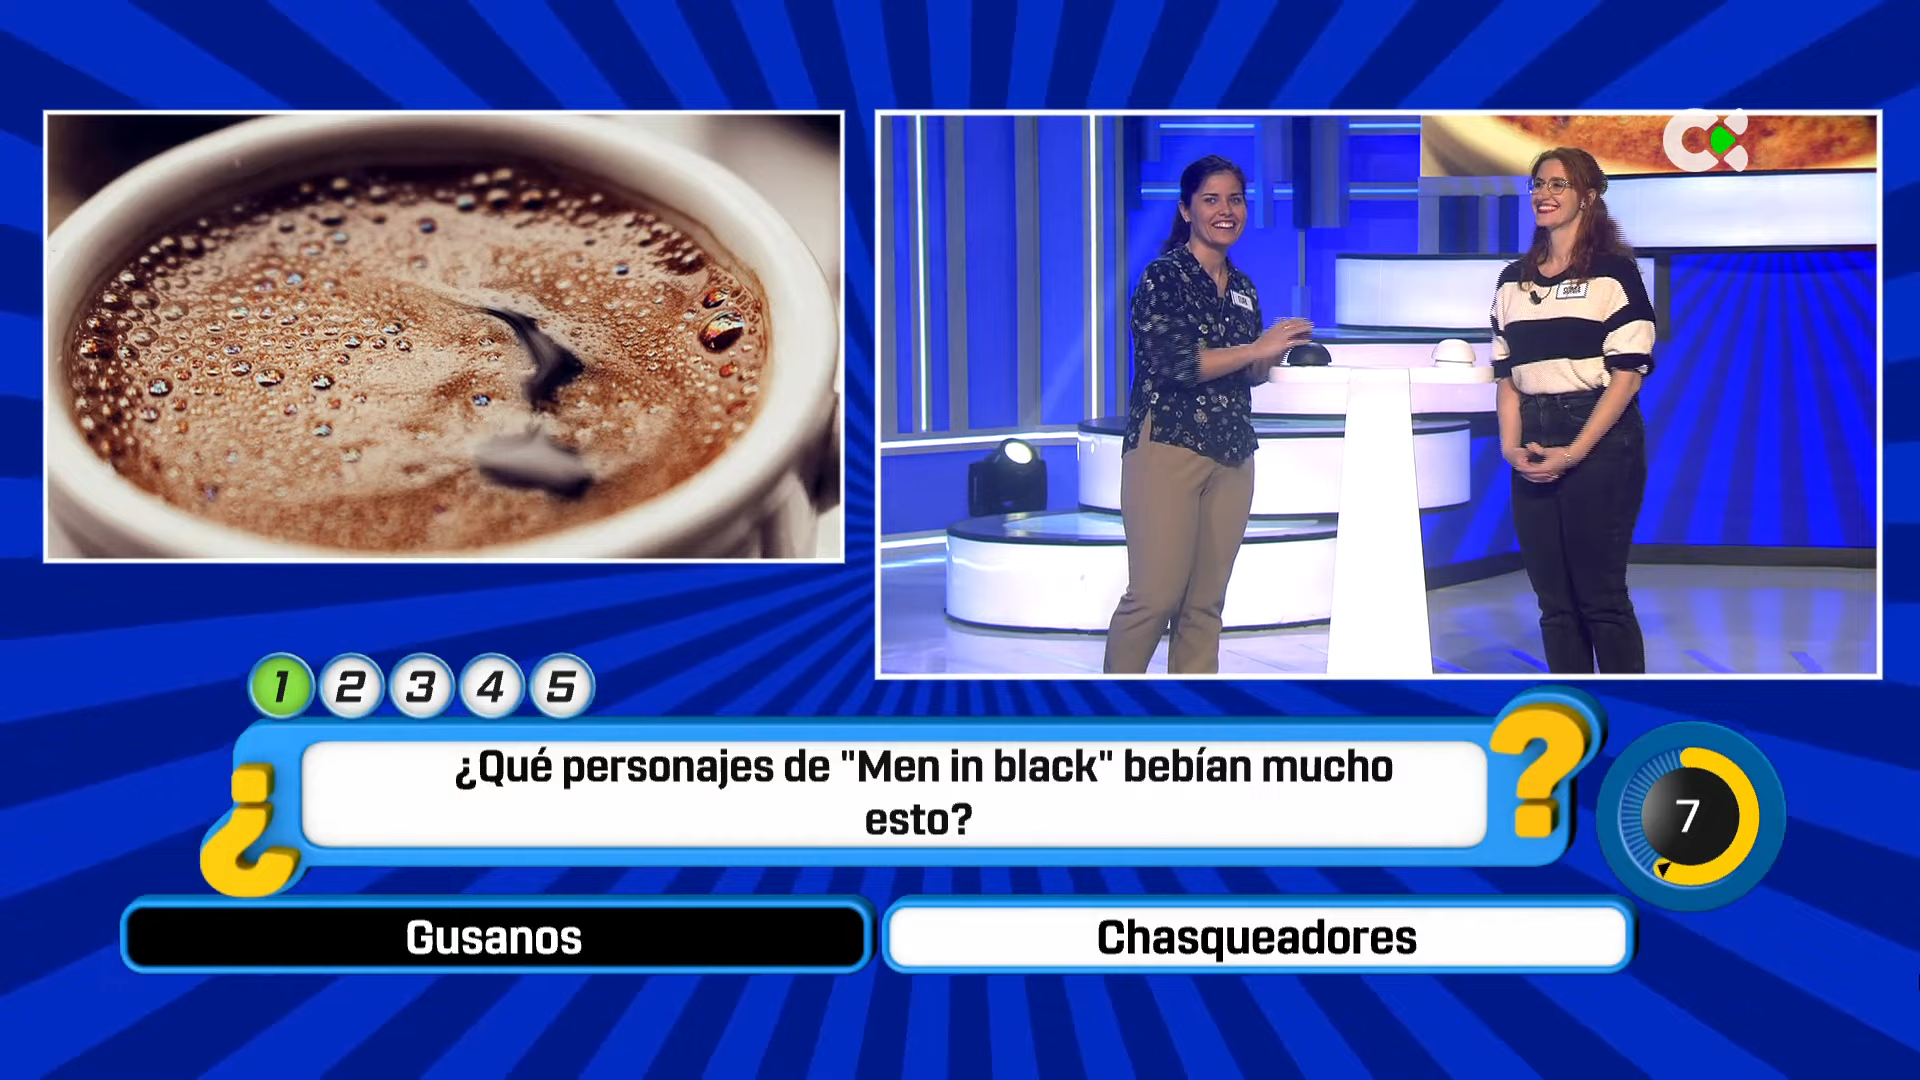 1 2 3 4 5
¿Qué personajes de "Men in black" bebían mucho
esto?
7
Gusanos
Chasqueadores